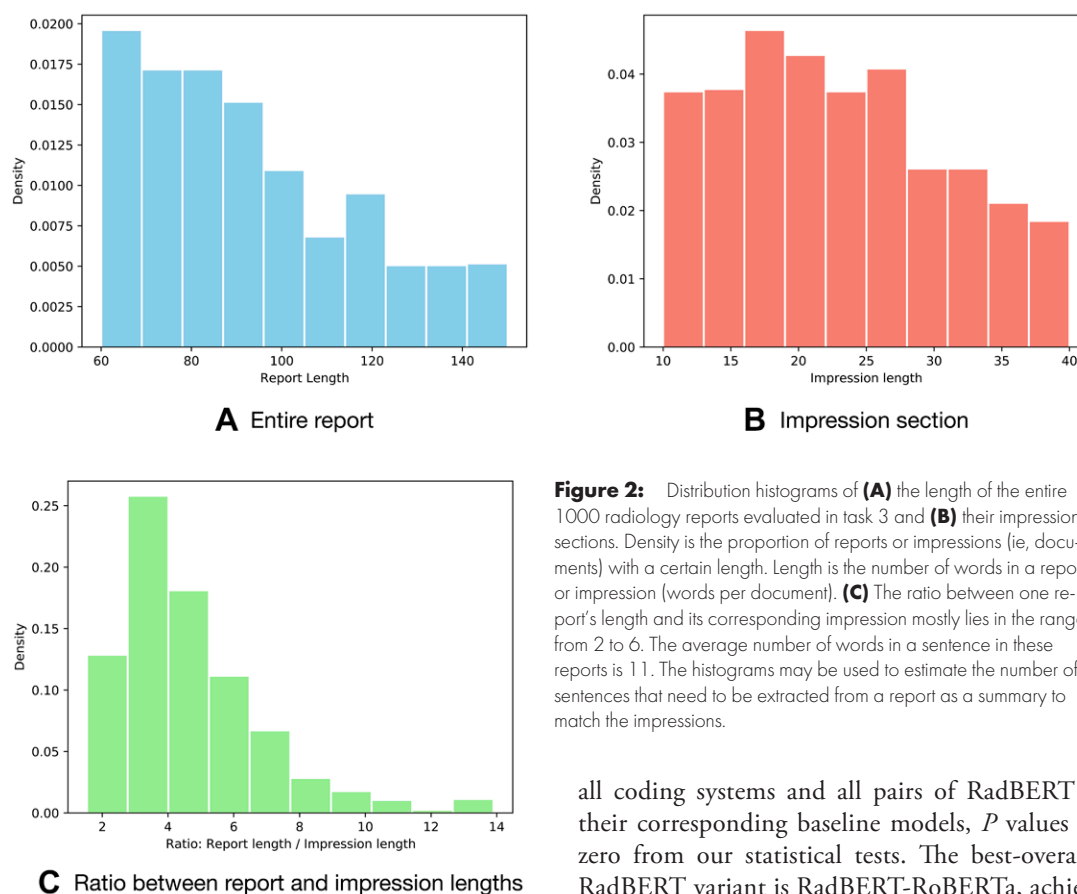 0.0200
0.0175
0.0150
0.0125
0.0100
0.0075
0.0050
0.0025
0.0000
Density
60 80 100 120 140
Report Length
A Entire report
0.04
0.03
0.02
0.01
0.00
Density
10 15 20 25 30 35 40
Impression length
B Impression section
0.25
0.20
0.15
0.10
0.05
0.00
Density
2 4 6 8 10 12 14
Ratio: Report length / Impression length
C Ratio between report and impression lengths
Figure 2: Distribution histograms of (A) the length of the entire
1000 radiology reports evaluated in task 3 and (B) their impression
sections. Density is the proportion of reports or impressions (ie, docu-
ments) with a certain length. Length is the number of words in a repo
or impression (words per document). (C) The ratio between one re-
port's length and its corresponding impression mostly lies in the rang
from 2 to 6. The average number of words in a sentence in these
reports is 11. The histograms may be used to estimate the number of
sentences that need to be extracted from a report as a summary to
match the impressions.
all coding systems and all pairs of RadBERT
their corresponding baseline models, P values
zero from our statistical tests. The best-overa
RadBERT variant is RadBERT-RoBERTa, achie